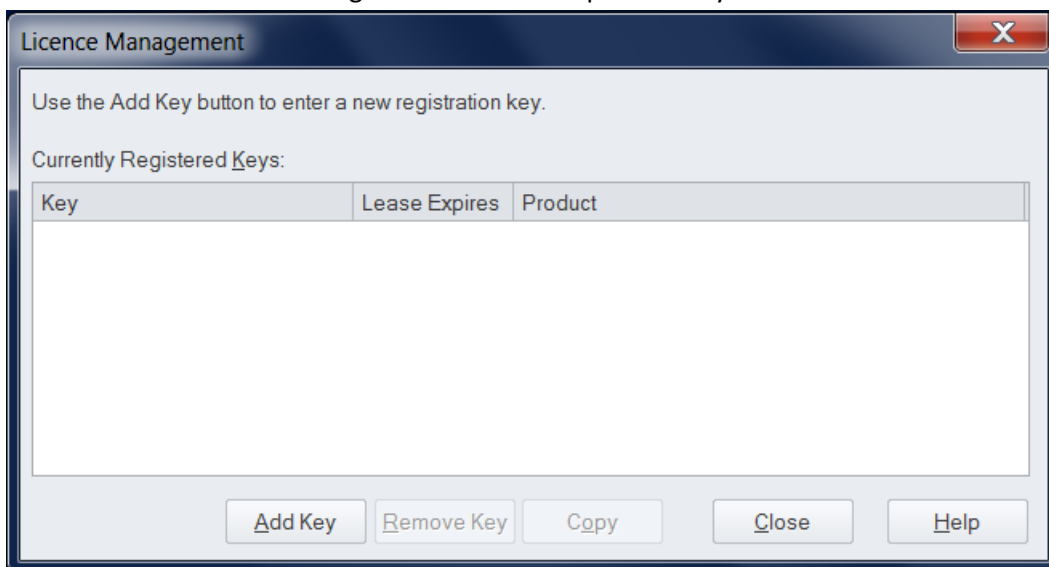 Licence Management
Use the Add Key button to enter a new registration key.
Currently Registered Keys:
Key Lease Expires Product
Add Key Remove Key Copy Close Help